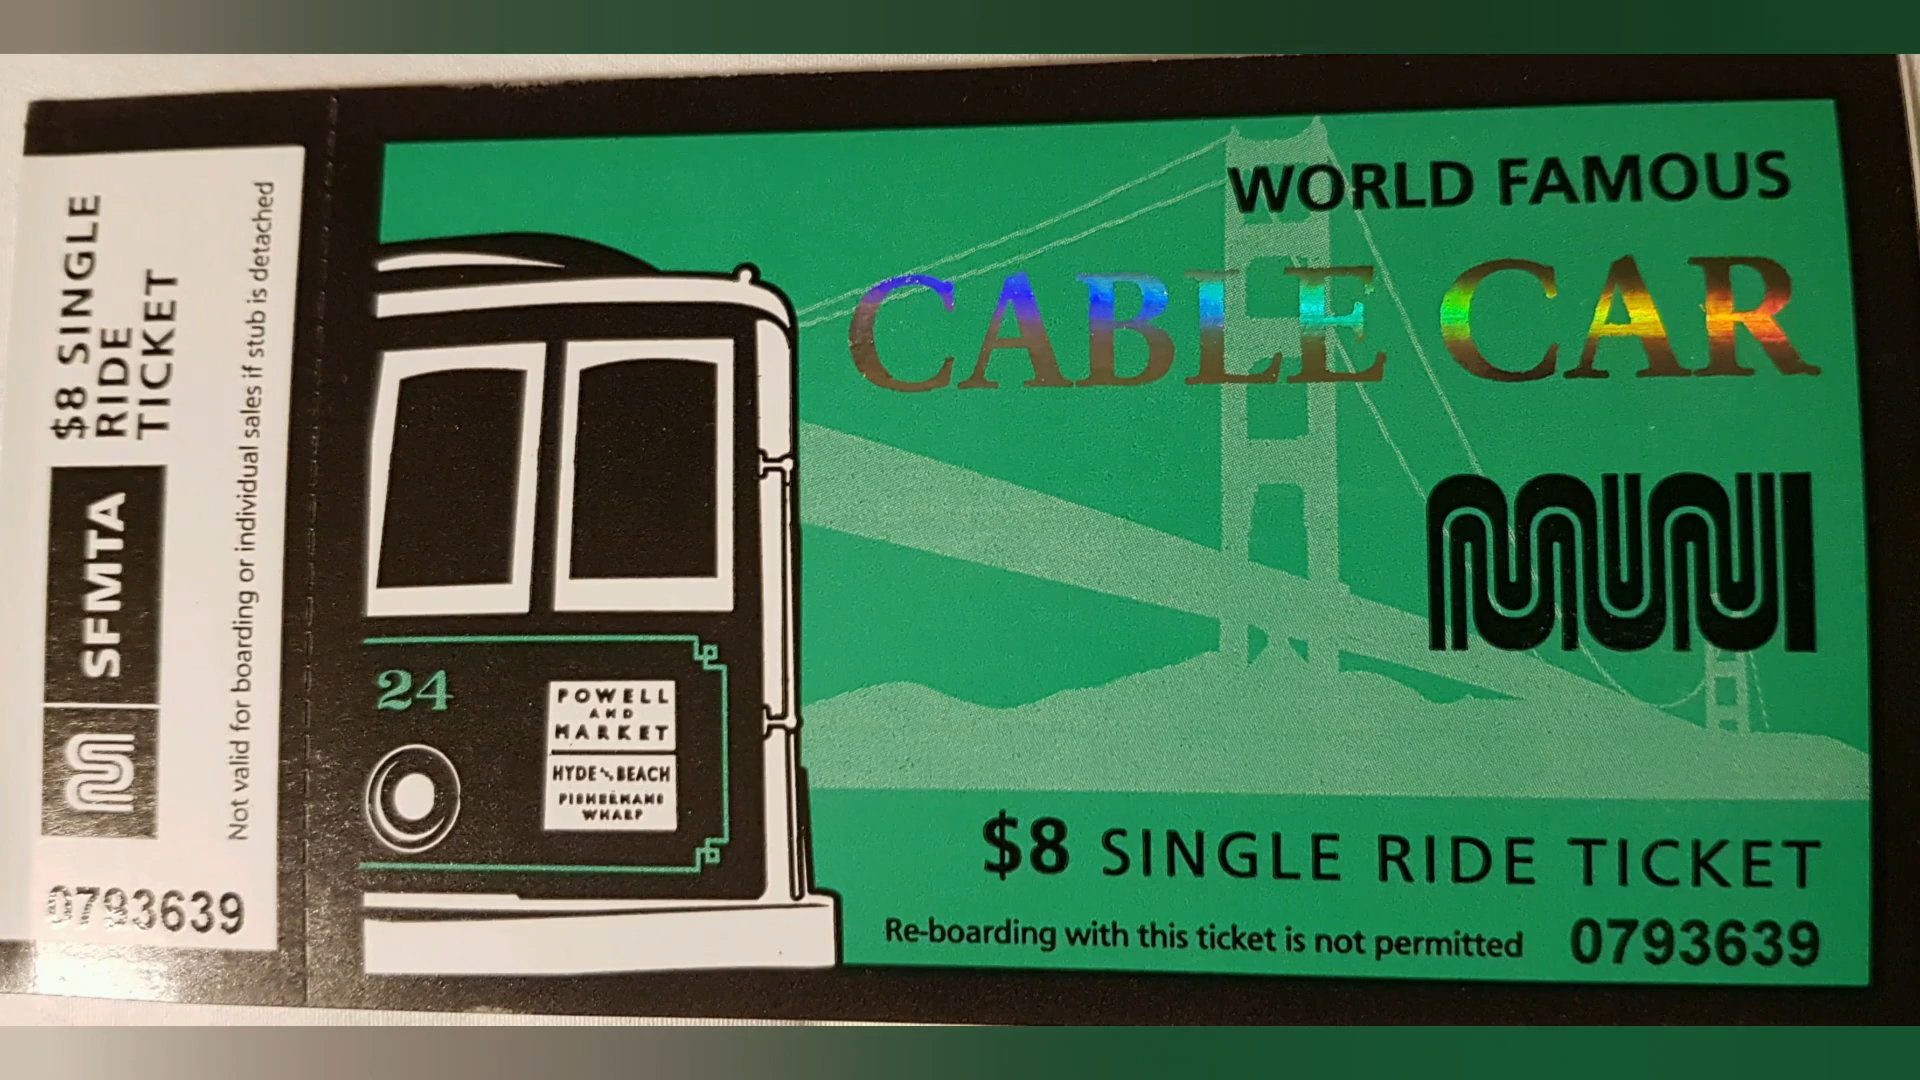 $8 SINGLE
RIDE
TICKET
SFMTA
Not valid for boarding or individual sales if stub is detached
0793639
WORLD FAMOUS
CABLE CAR
MUNI
24
POWELL
AND
MARKET
HYDE & BEACH
FISHERMANS
WHARF
$8 SINGLE RIDE TICKET
Re-boarding with this ticket is not permitted
0793639